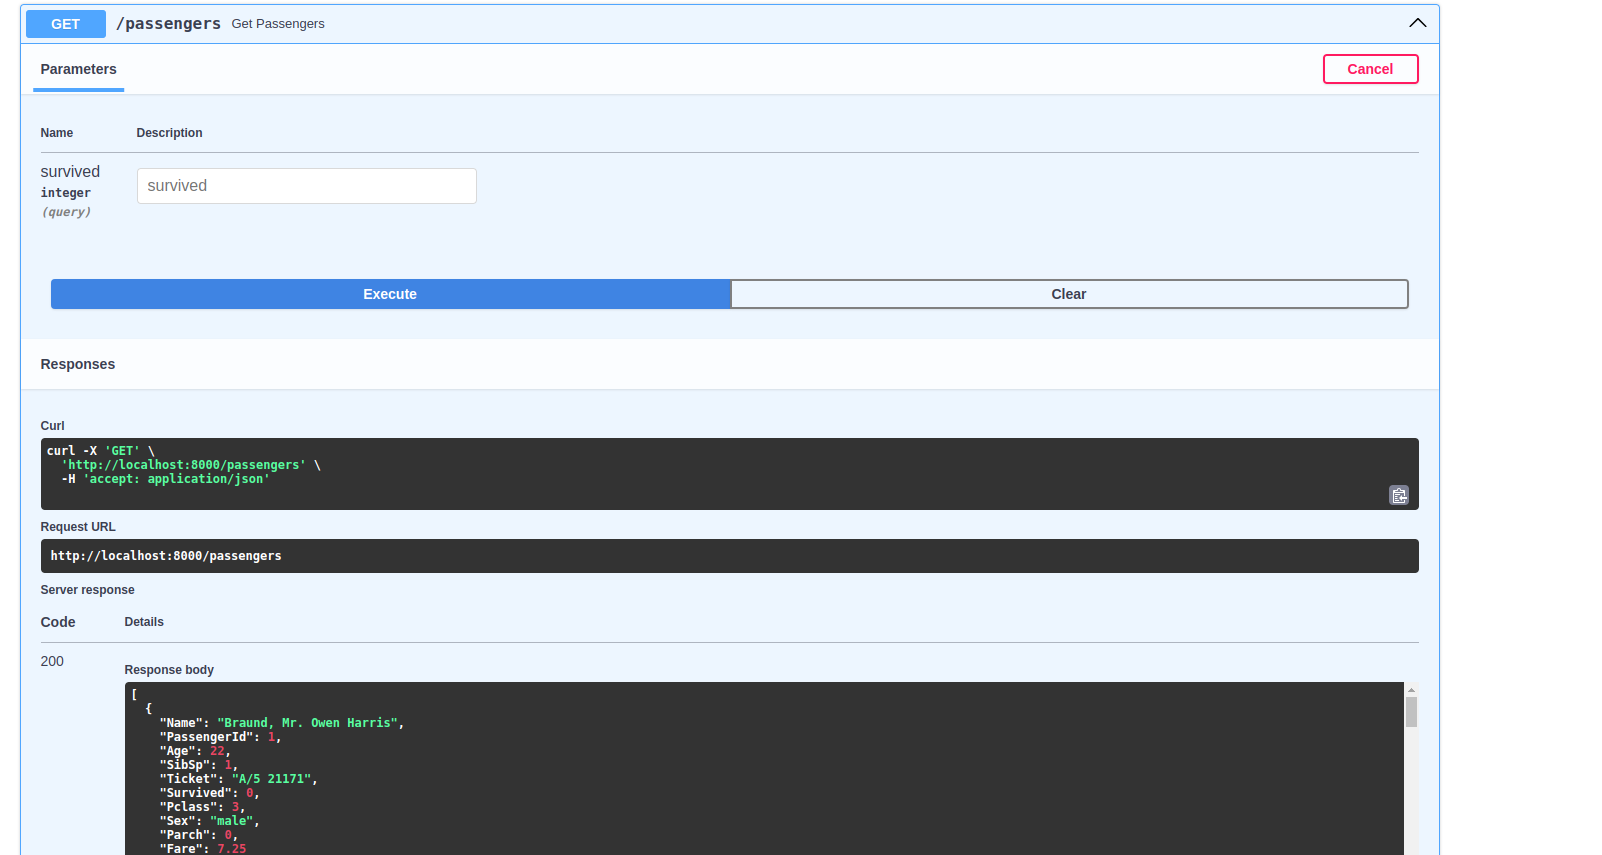 GET /passengers Get Passengers
Parameters
Cancel
Name Description
survived
integer
(query)
survived
Execute
Clear
Responses
Curl
curl -X 'GET' \
  'http://localhost:8000/passengers' \
  -H 'accept: application/json'
Request URL
http://localhost:8000/passengers
Server response
Code Details
200
Response body
[
  {
    "Name": "Braund, Mr. Owen Harris",
    "PassengerId": 1,
    "Age": 22,
    "SibSp": 1,
    "Ticket": "A/5 21171",
    "Survived": 0,
    "Pclass": 3,
    "Sex": "male",
    "Parch": 0,
    "Fare": 7.25